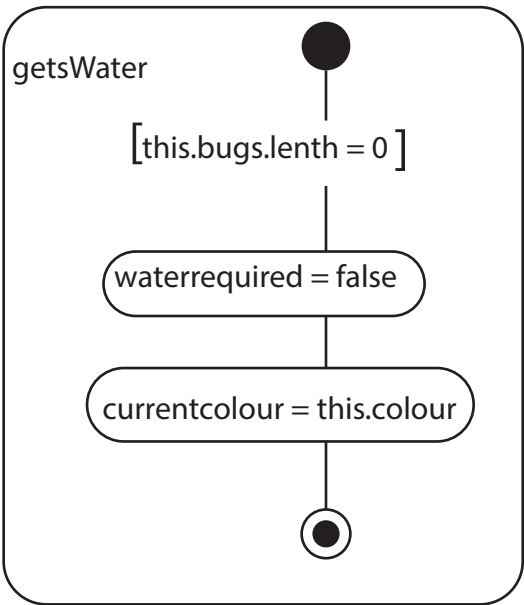 getsWater
[this.bugs.lenth = 0 ]
waterrequired = false
currentcolour = this.colour